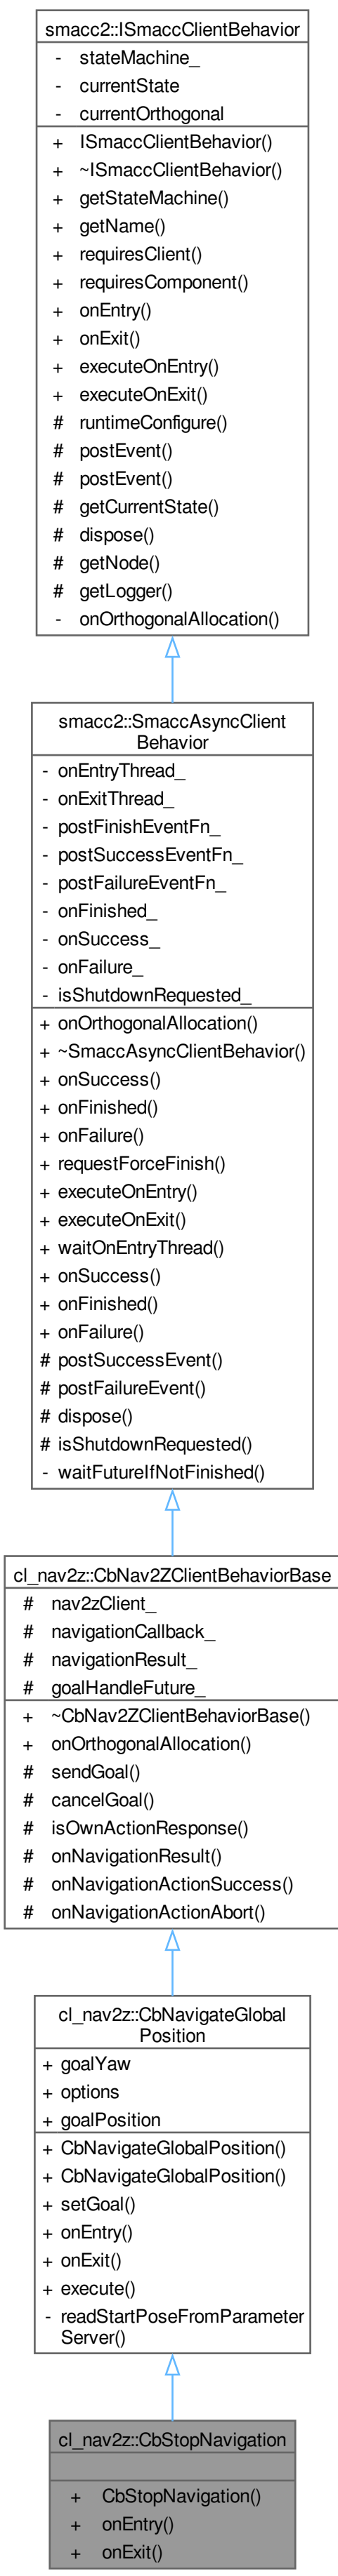 smacc2::ISmaccClientBehavior
- stateMachine_
- currentState
- currentOrthogonal
+ ISmaccClientBehavior()
+ ~ISmaccClientBehavior()
+ getStateMachine()
+ getName()
+ requiresClient()
+ requiresComponent()
+ onEntry()
+ onExit()
+ executeOnEntry()
+ executeOnExit()
# runtimeConfigure()
# postEvent()
# postEvent()
# getCurrentState()
# dispose()
# getNode()
# getLogger()
- onOrthogonalAllocation()
smacc2::SmaccAsyncClient
Behavior
- onEntryThread_
- onExitThread_
- postFinishEventFn_
- postSuccessEventFn_
- postFailureEventFn_
- onFinished_
- onSuccess_
- onFailure_
- isShutdownRequested_
+ onOrthogonalAllocation()
+ ~SmaccAsyncClientBehavior()
+ onSuccess()
+ onFinished()
+ onFailure()
+ requestForceFinish()
+ executeOnEntry()
+ executeOnExit()
+ waitOnEntryThread()
+ onSuccess()
+ onFinished()
+ onFailure()
# postSuccessEvent()
# postFailureEvent()
# dispose()
# isShutdownRequested()
- waitFutureIfNotFinished()
cl_nav2z::CbNav2ZClientBehaviorBase
# nav2zClient_
# navigationCallback_
# navigationResult_
# goalHandleFuture_
+ ~CbNav2ZClientBehaviorBase()
+ onOrthogonalAllocation()
# sendGoal()
# cancelGoal()
# isOwnActionResponse()
# onNavigationResult()
# onNavigationActionSuccess()
# onNavigationActionAbort()
cl_nav2z::CbNavigateGlobal
Position
+ goalYaw
+ options
+ goalPosition
+ CbNavigateGlobalPosition()
+ CbNavigateGlobalPosition()
+ setGoal()
+ onEntry()
+ onExit()
+ execute()
- readStartPoseFromParameter
Server()
cl_nav2z::CbStopNavigation
+ CbStopNavigation()
+ onEntry()
+ onExit()